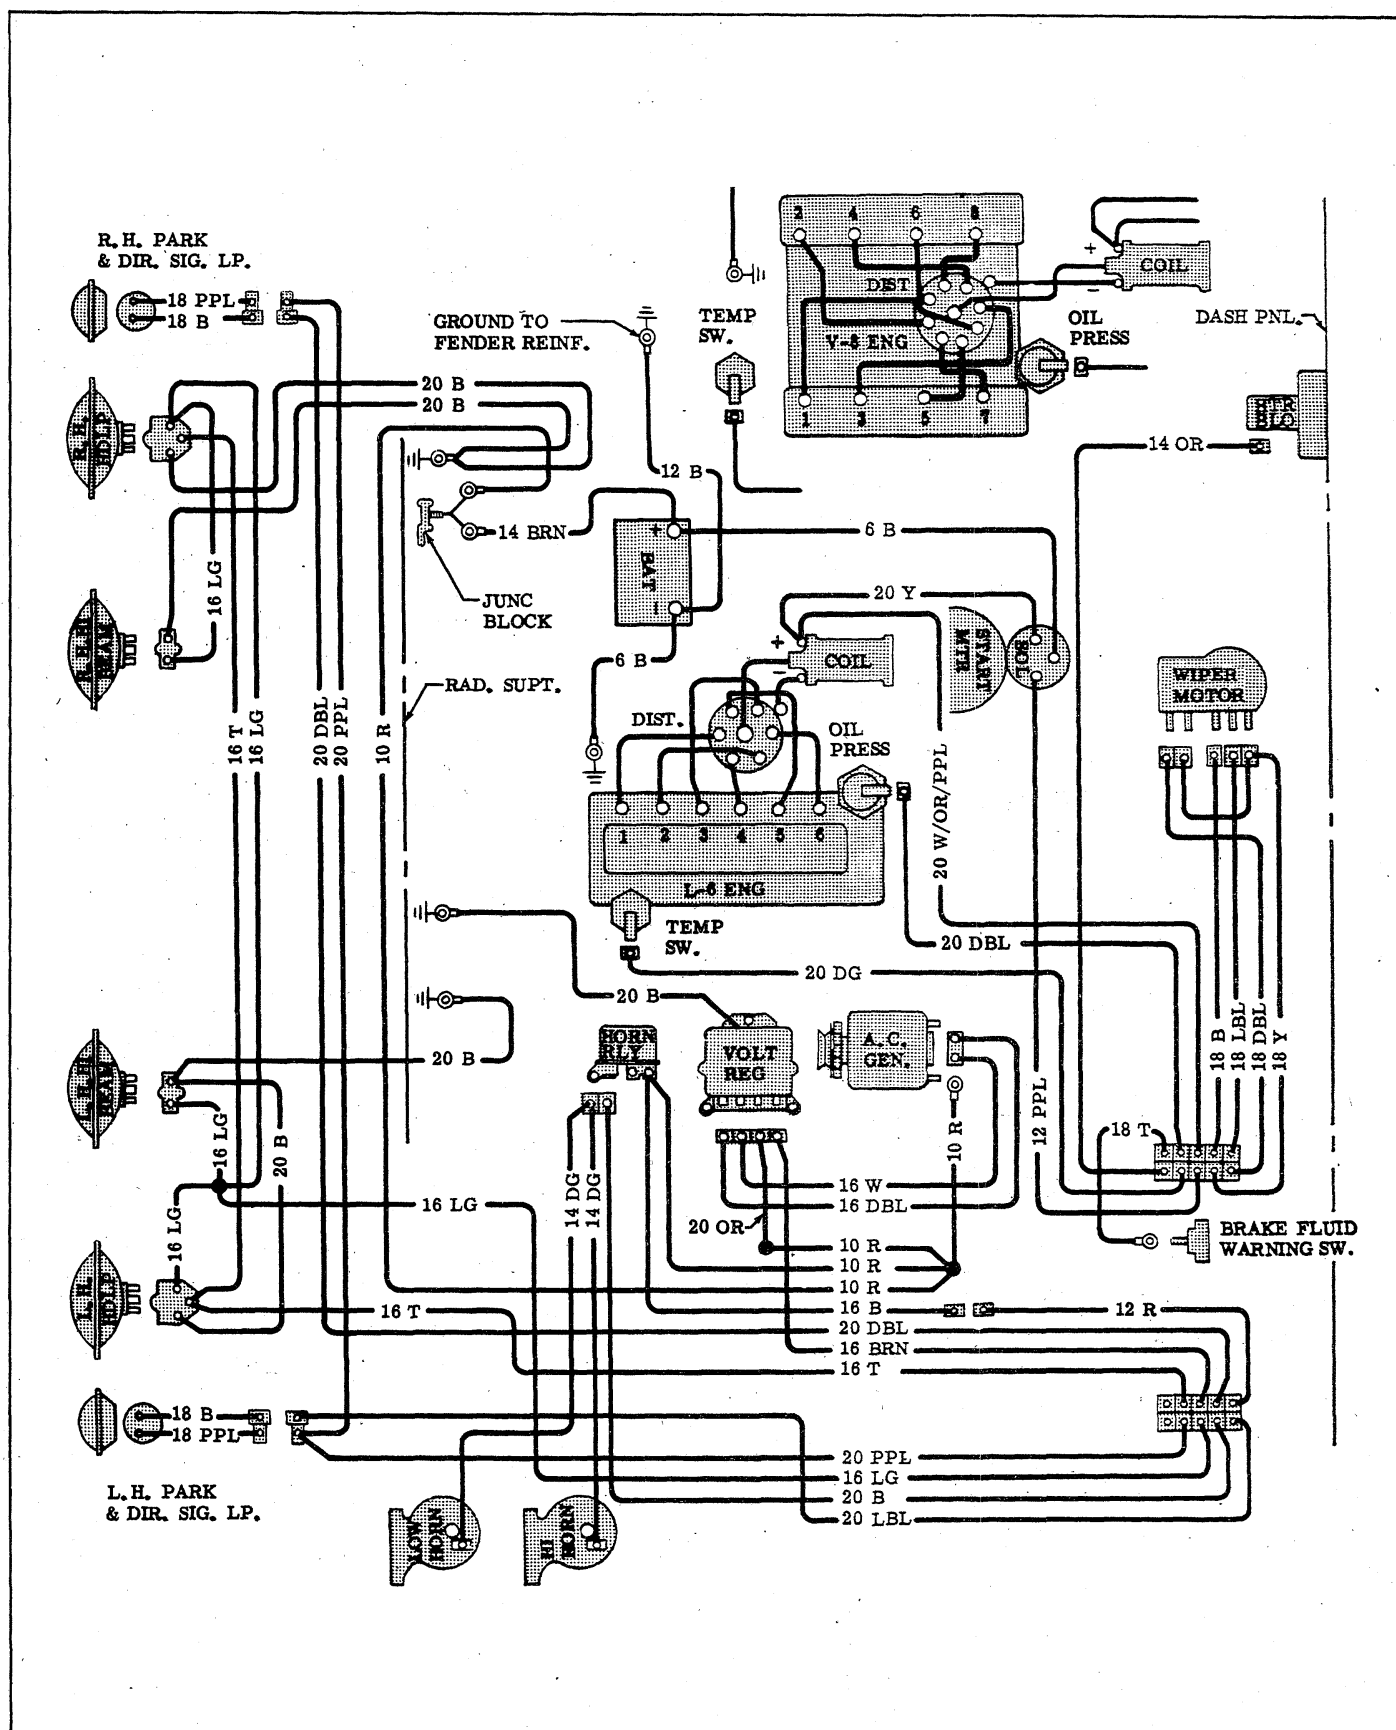 R.H. PARK
& DIR. SIG. LP.
18 PPL
18 B
R.H.
HDLP
R.H.HI
BEAM
16 LG
16 T
16 LG
20 DBL
20 PPL
10 R
20 B
20 B
GROUND TO
FENDER REINF.
12 B
14 BRN
JUNC
BLOCK
RAD. SUPT.
+
BAT
-
6 B
6 B
TEMP
SW.
2 4 6 8
DIST
V-8 ENG
1 3 5 7
+
COIL
-
OIL
PRESS
DASH PNL.
HTR
BLO
14 OR
20 Y
+
COIL
-
START
MTR
SOL
DIST.
OIL
PRESS
1 2 3 4 5 6
L-6 ENG
TEMP
SW.
20 W/OR/PPL
20 DBL
20 DG
WIPER
MOTOR
18 B
18 LBL
18 DBL
18 Y
20 B
20 B
HORN
RLY
VOLT
REG
A.C.
GEN.
10 R
12 PPL
18 T
L.H.HI
BEAM
16 LG
20 B
16 LG
16 LG
14 DG
14 DG
16 W
16 DBL
20 OR
10 R
10 R
10 R
16 B
12 R
20 DBL
16 BRN
16 T
BRAKE FLUID
WARNING SW.
L.H.
HDLP
16 T
18 B
18 PPL
L.H. PARK
& DIR. SIG. LP.
20 PPL
16 LG
20 B
20 LBL
LOW
HORN
HI
HORN